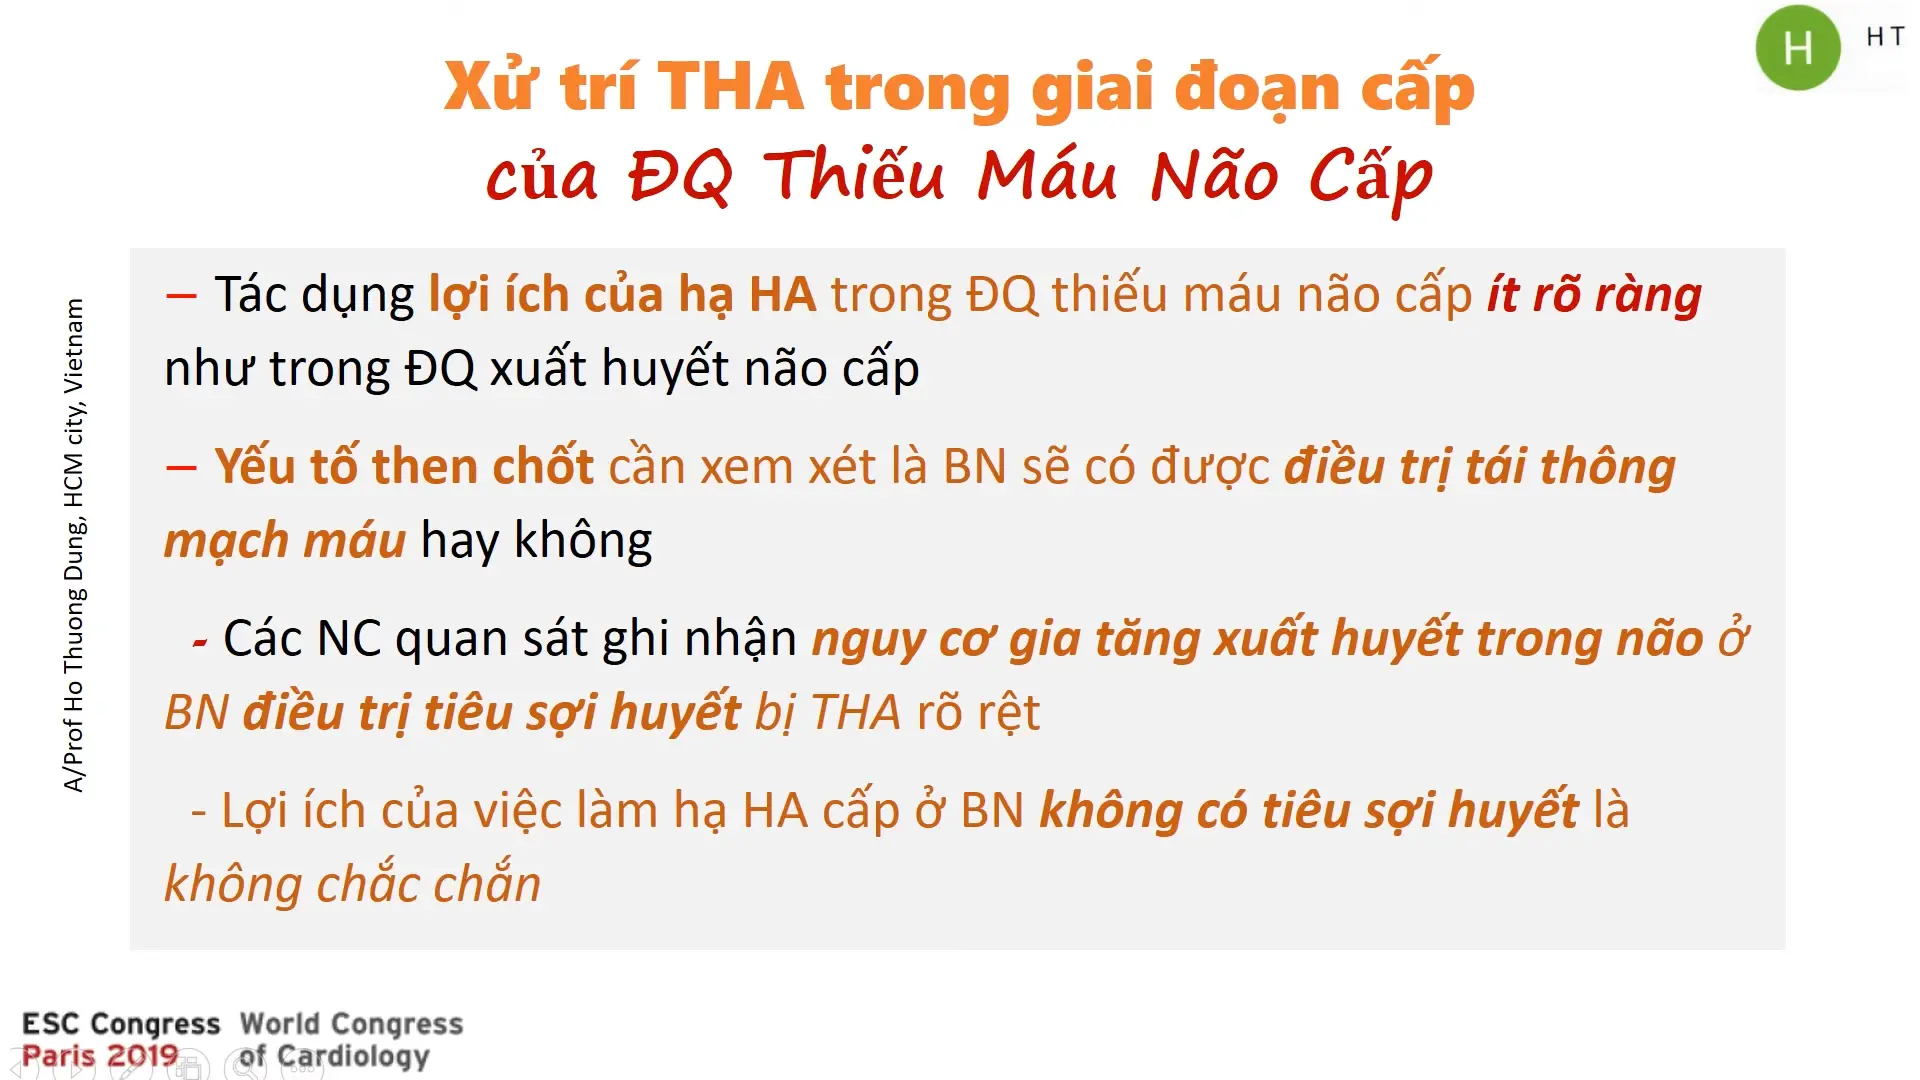 H
H T
Xử trí THA trong giai đoạn cấp
của ĐQ Thiếu Máu Não Cấp
– Tác dụng lợi ích của hạ HA trong ĐQ thiếu máu não cấp ít rõ ràng
như trong ĐQ xuất huyết não cấp
– Yếu tố then chốt cần xem xét là BN sẽ có được điều trị tái thông
mạch máu hay không
- Các NC quan sát ghi nhận nguy cơ gia tăng xuất huyết trong não ở
BN điều trị tiêu sợi huyết bị THA rõ rệt
- Lợi ích của việc làm hạ HA cấp ở BN không có tiêu sợi huyết là
không chắc chắn
A/Prof Ho Thuong Dung, HCM city, Vietnam
ESC Congress World Congress
Paris 2019 of Cardiology